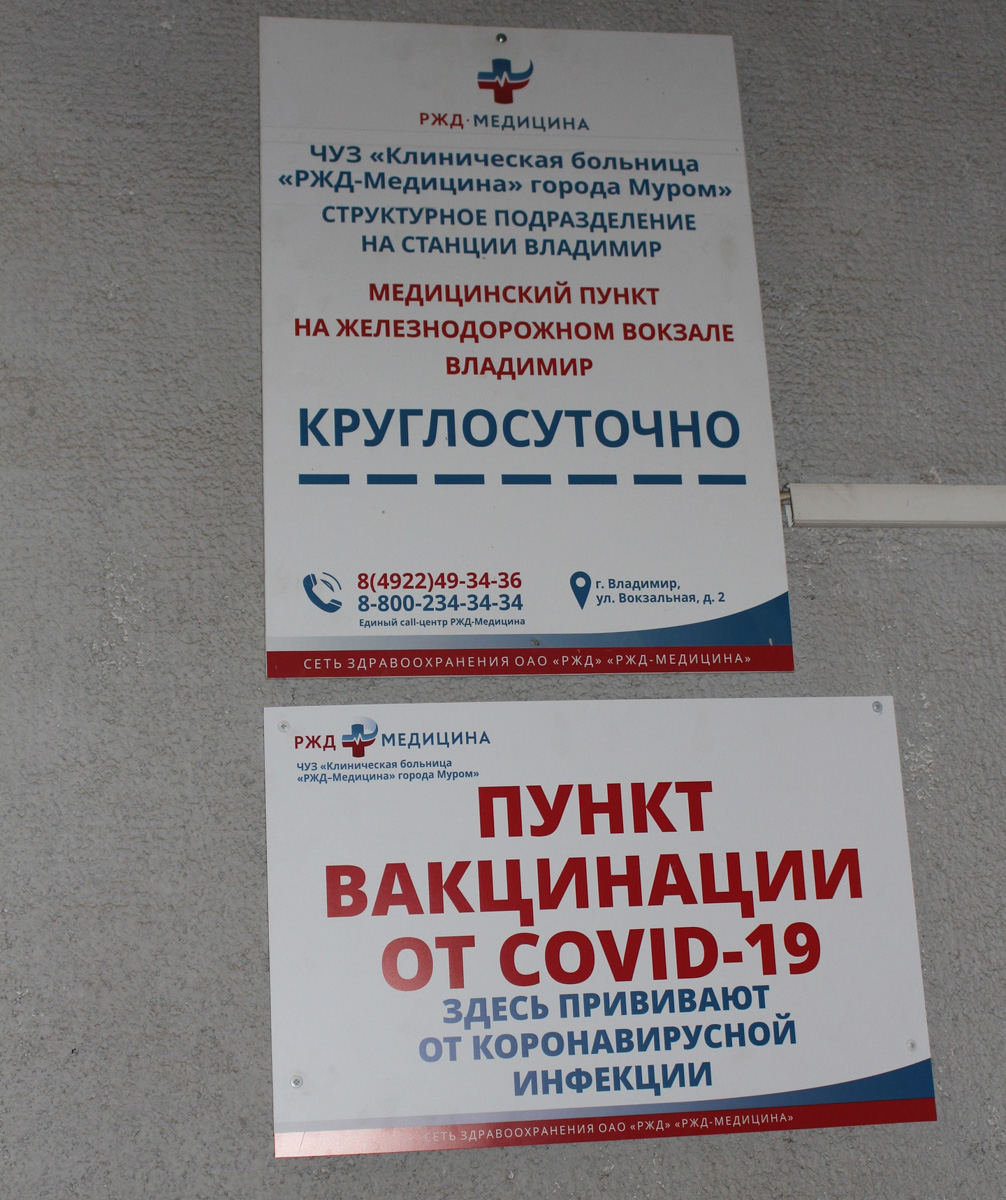 РЖД·МЕДИЦИНА
ЧУЗ «Клиническая больница
«РЖД-Медицина» города Муром»
СТРУКТУРНОЕ ПОДРАЗДЕЛЕНИЕ
НА СТАНЦИИ ВЛАДИМИР
МЕДИЦИНСКИЙ ПУНКТ
НА ЖЕЛЕЗНОДОРОЖНОМ ВОКЗАЛЕ
ВЛАДИМИР
КРУГЛОСУТОЧНО
8(4922)49-34-36
8-800-234-34-34
Единый call-центр РЖД-Медицина
г. Владимир,
ул. Вокзальная, д. 2
СЕТЬ ЗДРАВООХРАНЕНИЯ ОАО «РЖД» «РЖД-МЕДИЦИНА»
РЖД МЕДИЦИНА
ЧУЗ «Клиническая больница
«РЖД–Медицина» города Муром»
ПУНКТ
ВАКЦИНАЦИИ
ОТ COVID-19
ЗДЕСЬ ПРИВИВАЮТ
ОТ КОРОНАВИРУСНОЙ
ИНФЕКЦИИ
СЕТЬ ЗДРАВООХРАНЕНИЯ ОАО «РЖД» «РЖД-МЕДИЦИНА»